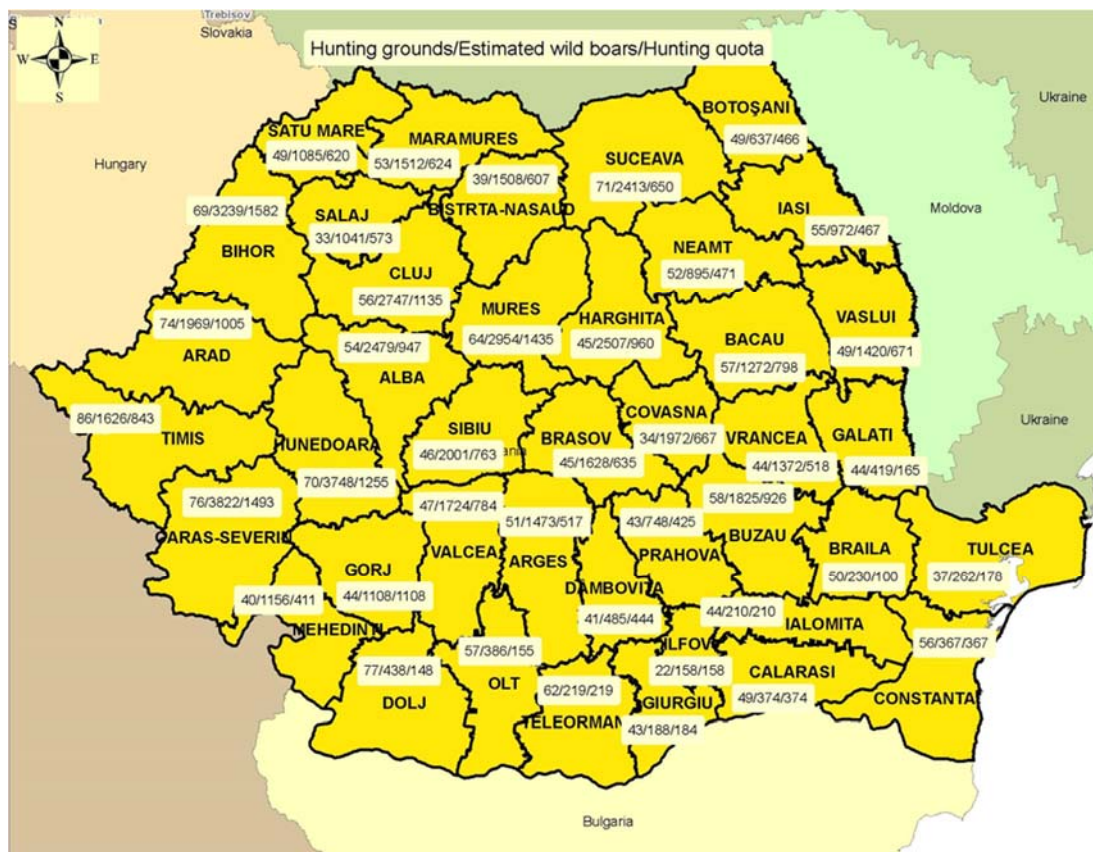 Trebisov
Slovakia
N
W
E
S
Hunting grounds/Estimated wild boars/Hunting quota
Ukraine
Hungary
Moldova
Ukraine
Bulgaria
BOTOŞANI
49/637/466
SATU MARE
49/1085/620
MARAMURES
53/1512/624
SUCEAVA
71/2413/650
39/1508/607
BISTRTA-NASAUD
IASI
55/972/467
69/3239/1582
BIHOR
SALAJ
33/1041/573
CLUJ
56/2747/1135
NEAMT
52/895/471
MURES
64/2954/1435
HARGHITA
45/2507/960
BACAU
57/1272/798
VASLUI
49/1420/671
74/1969/1005
ARAD
54/2479/947
ALBA
86/1626/843
TIMIS
HUNEDOARA
70/3748/1255
SIBIU
46/2001/763
BRASOV
45/1628/635
COVASNA
34/1972/667
VRANCEA
44/1372/518
GALATI
44/419/165
76/3822/1493
CARAS-SEVERIN
47/1724/784
VALCEA
51/1473/517
ARGES
43/748/425
PRAHOVA
58/1825/926
BUZAU
BRAILA
50/230/100
TULCEA
37/262/178
GORJ
44/1108/1108
40/1156/411
MEHEDINTI
DAMBOVITA
41/485/444
44/210/210
IALOMITA
56/367/367
CONSTANTA
77/438/148
DOLJ
57/386/155
OLT
62/219/219
TELEORMAN
ILFOV
22/158/158
GIURGIU
43/188/184
CALARASI
49/374/374